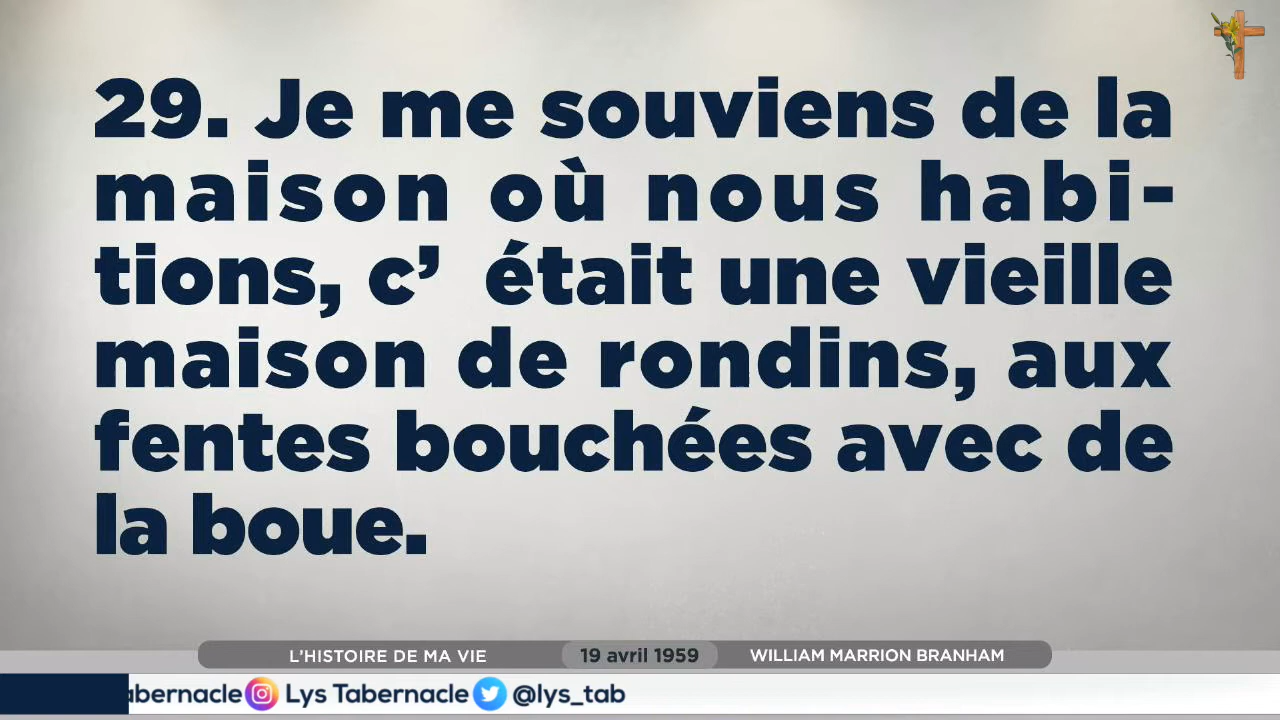 29. Je me souviens de la
maison où nous habi-
tions, c’ était une vieille
maison de rondins, aux
fentes bouchées avec de
la boue.
L’HISTOIRE DE MA VIE 19 avril 1959 WILLIAM MARRION BRANHAM
abernacle Lys Tabernacle @lys_tab